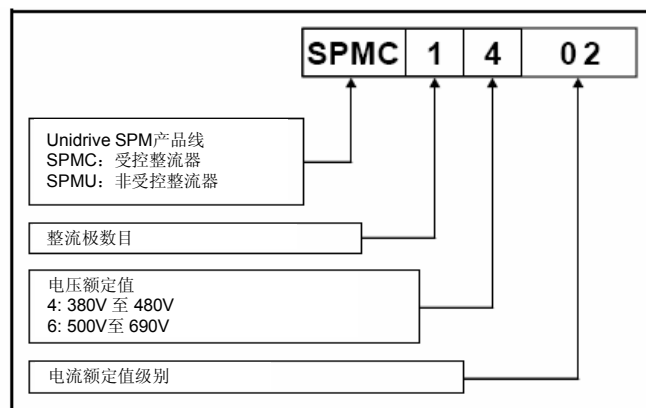 SPMC 1 4 02
Unidrive SPM产品线
SPMC：受控整流器
SPMU：非受控整流器
整流极数目
电压额定值
4: 380V 至 480V
6: 500V至 690V
电流额定值级别